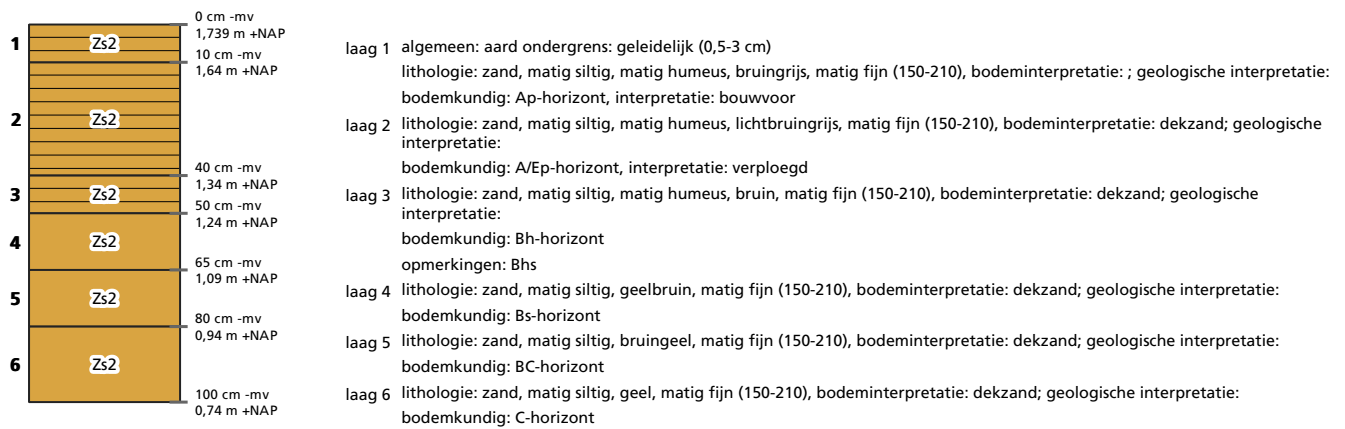 0 cm -mv
1,739 m +NAP
1
Zs2
10 cm -mv
1,64 m +NAP
2
Zs2
40 cm -mv
1,34 m +NAP
3
Zs2
50 cm -mv
1,24 m +NAP
4
Zs2
65 cm -mv
1,09 m +NAP
5
Zs2
80 cm -mv
0,94 m +NAP
6
Zs2
100 cm -mv
0,74 m +NAP
laag 1 algemeen: aard ondergrens: geleidelijk (0,5-3 cm)
lithologie: zand, matig siltig, matig humeus, bruingrijs, matig fijn (150-210), bodeminterpretatie: ; geologische interpretatie:
bodemkundig: Ap-horizont, interpretatie: bouwvoor
laag 2 lithologie: zand, matig siltig, matig humeus, lichtbruingrijs, matig fijn (150-210), bodeminterpretatie: dekzand; geologische
interpretatie:
bodemkundig: A/Ep-horizont, interpretatie: verploegd
laag 3 lithologie: zand, matig siltig, matig humeus, bruin, matig fijn (150-210), bodeminterpretatie: dekzand; geologische
interpretatie:
bodemkundig: Bh-horizont
opmerkingen: Bhs
laag 4 lithologie: zand, matig siltig, geelbruin, matig fijn (150-210), bodeminterpretatie: dekzand; geologische interpretatie:
bodemkundig: Bs-horizont
laag 5 lithologie: zand, matig siltig, bruingeel, matig fijn (150-210), bodeminterpretatie: dekzand; geologische interpretatie:
bodemkundig: BC-horizont
laag 6 lithologie: zand, matig siltig, geel, matig fijn (150-210), bodeminterpretatie: dekzand; geologische interpretatie:
bodemkundig: C-horizont